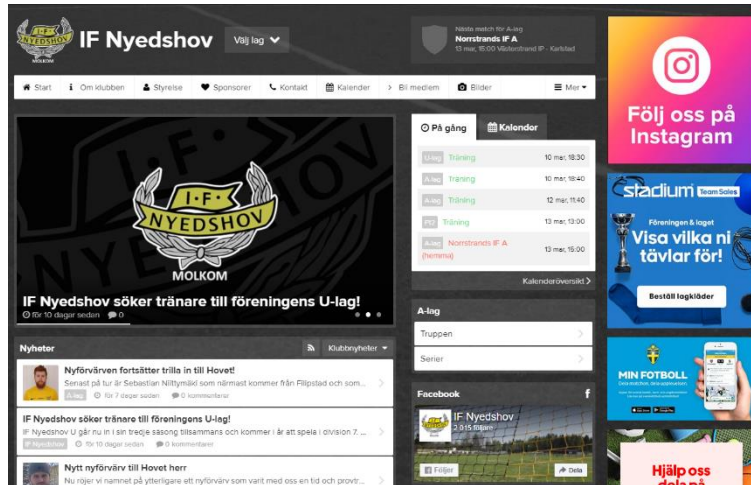 I·F·
NYEDSHOV
MOLKOM
IF Nyedshov
Välj lag
Nästa match för A-lag
Norrstrands IF A
13 mar, 15:00 Västerstrand IP - Karlstad
Start
Om klubben
Styrelse
Sponsorer
Kontakt
Kalender
Bli medlem
Bilder
Mer
I·F·
NYEDSHOV
MOLKOM
IF Nyedshov söker tränare till föreningens U-lag!
för 10 dagar sedan 0
På gång
Kalender
U-lag Träning 10 mar, 18:30
A-lag Träning 10 mar, 18:40
A-lag Träning 12 mar, 11:40
Träning 13 mar, 13:00
A-lag Norrstrands IF A
(hemma) 13 mar, 15:00
Kalenderöversikt
A-lag
Truppen
Serier
Nyheter
Klubbnyheter
Nyförvärven fortsätter trilla in till Hovet!
Senast på tur är Sebastian Niittymäki som närmast kommer från Filipstad och som...
A-lag för 7 dagar sedan 0 kommentarer
IF Nyedshov söker tränare till föreningens U-lag!
IF Nyedshov U går nu in i sin tredje säsong tillsammans och kommer i år att spela i division 7. ...
IF Nyedshov för 10 dagar sedan 0 kommentarer
Nytt nyförvärv till Hovet herr
Nu röjer vi namnet på ytterligare ett nyförvärv som varit med oss en tid och provtr...
Facebook
IF Nyedshov
2 015 följare
Följer
Dela
Följ oss på
Instagram
Stadium Team Sales
Föreningen & laget
Visa vilka ni
tävlar för!
Beställ lagkläder
MIN FOTBOLL
Hjälp oss
dela på